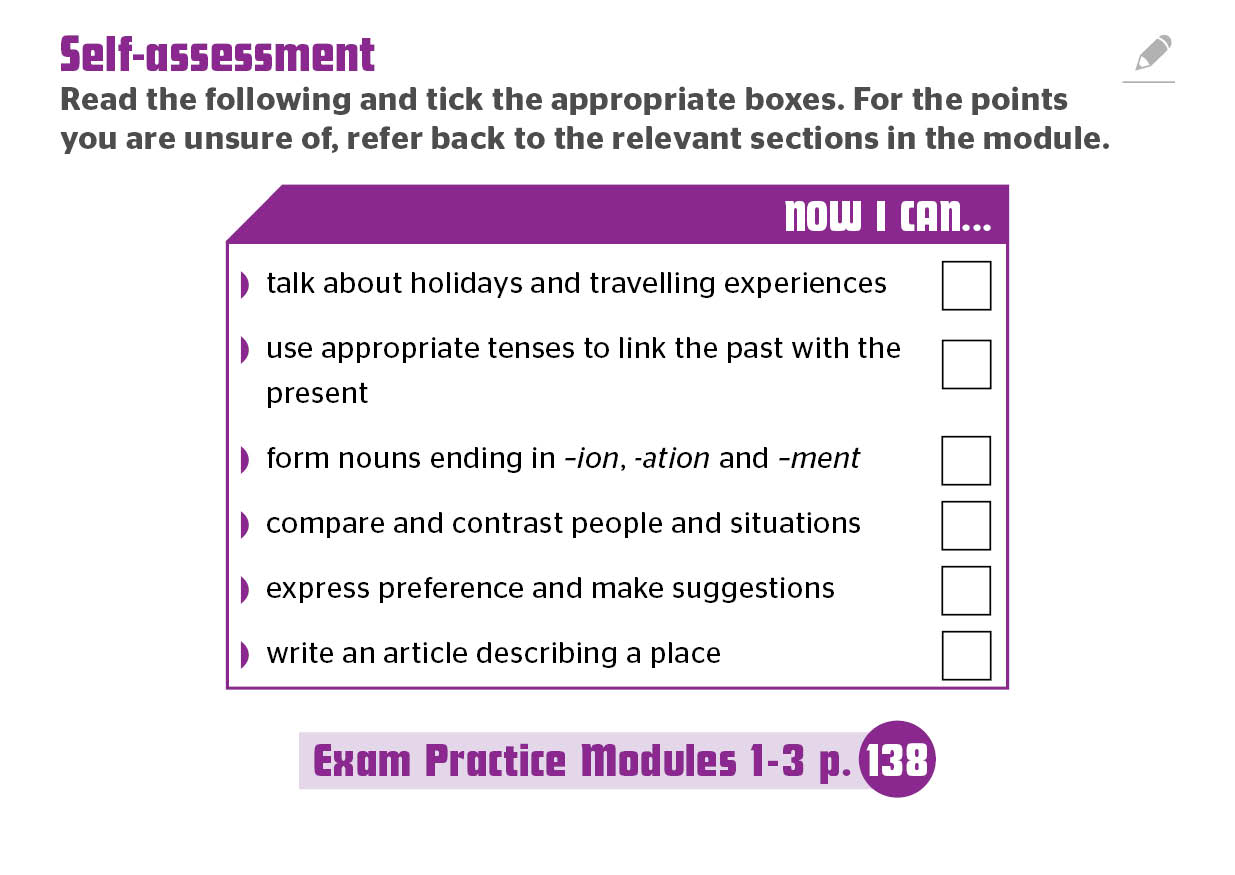 Self-assessment
Read the following and tick the appropriate boxes. For the points
you are unsure of, refer back to the relevant sections in the module.
NOW I CAN...
talk about holidays and travelling experiences
use appropriate tenses to link the past with the
present
form nouns ending in –ion, -ation and –ment
compare and contrast people and situations
express preference and make suggestions
write an article describing a place
Exam Practice Modules 1-3 p. 138